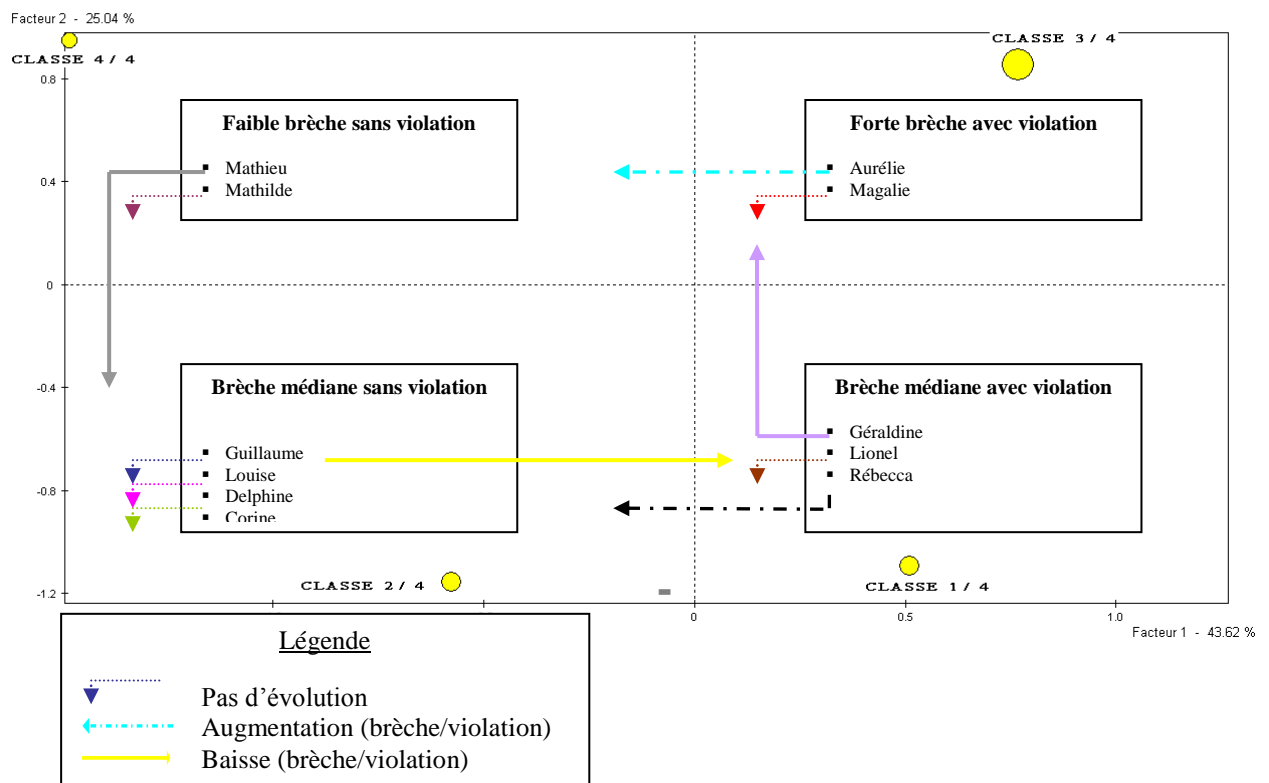 Facteur 2 - 25.04 %
CLASSE 4 / 4
CLASSE 3 / 4
0.8
Faible brèche sans violation
▪ Mathieu
▪ Mathilde
Forte brèche avec violation
▪ Aurélie
▪ Magalie
0.4
0
-0.4
Brèche médiane sans violation
▪ Guillaume
▪ Louise
▪ Delphine
▪ Corine
Brèche médiane avec violation
▪ Géraldine
▪ Lionel
▪ Rébecca
-0.8
CLASSE 2 / 4
CLASSE 1 / 4
-1.2
0
0.5
1.0
Facteur 1 - 43.62 %
Légende
Pas d’évolution
Augmentation (brèche/violation)
Baisse (brèche/violation)